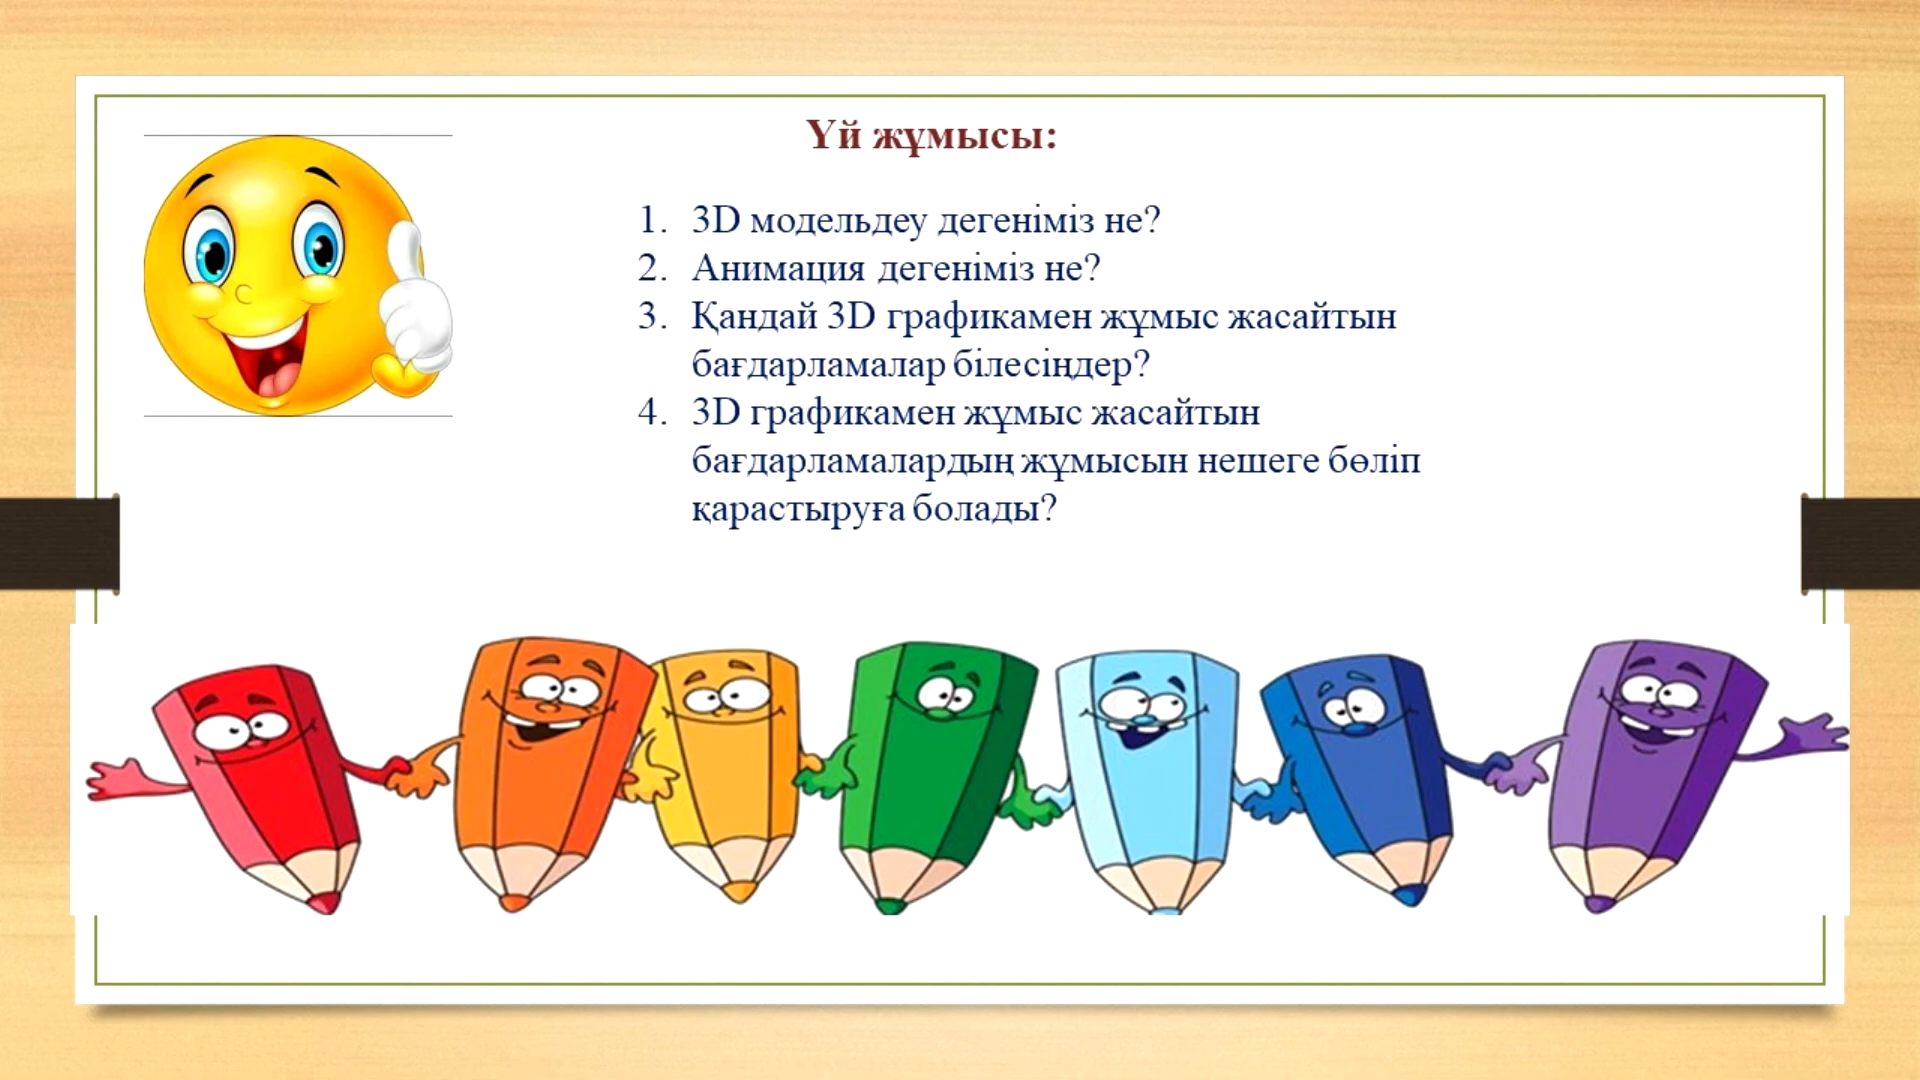 Үй жұмысы:
1. 3D модельдеу дегеніміз не?
2. Анимация дегеніміз не?
3. Қандай 3D графикамен жұмыс жасайтын
бағдарламалар білесіңдер?
4. 3D графикамен жұмыс жасайтын
бағдарламалардың жұмысын нешеге бөліп
қарастыруға болады?